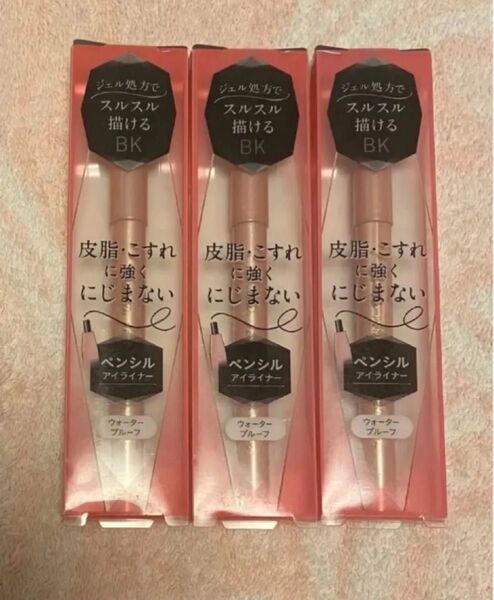 ジェル処方で
スルスル
描ける
BK
皮脂・こすれ
に強く
にじまない
ペンシル
アイライナー
ウォーター
プルーフ
ジェル処方で
スルスル
描ける
BK
皮脂・こすれ
に強く
にじまない
ペンシル
アイライナー
ウォーター
プルーフ
ジェル処方で
スルスル
描ける
BK
皮脂・こすれ
に強く
にじまない
ペンシル
アイライナー
ウォーター
プルーフ